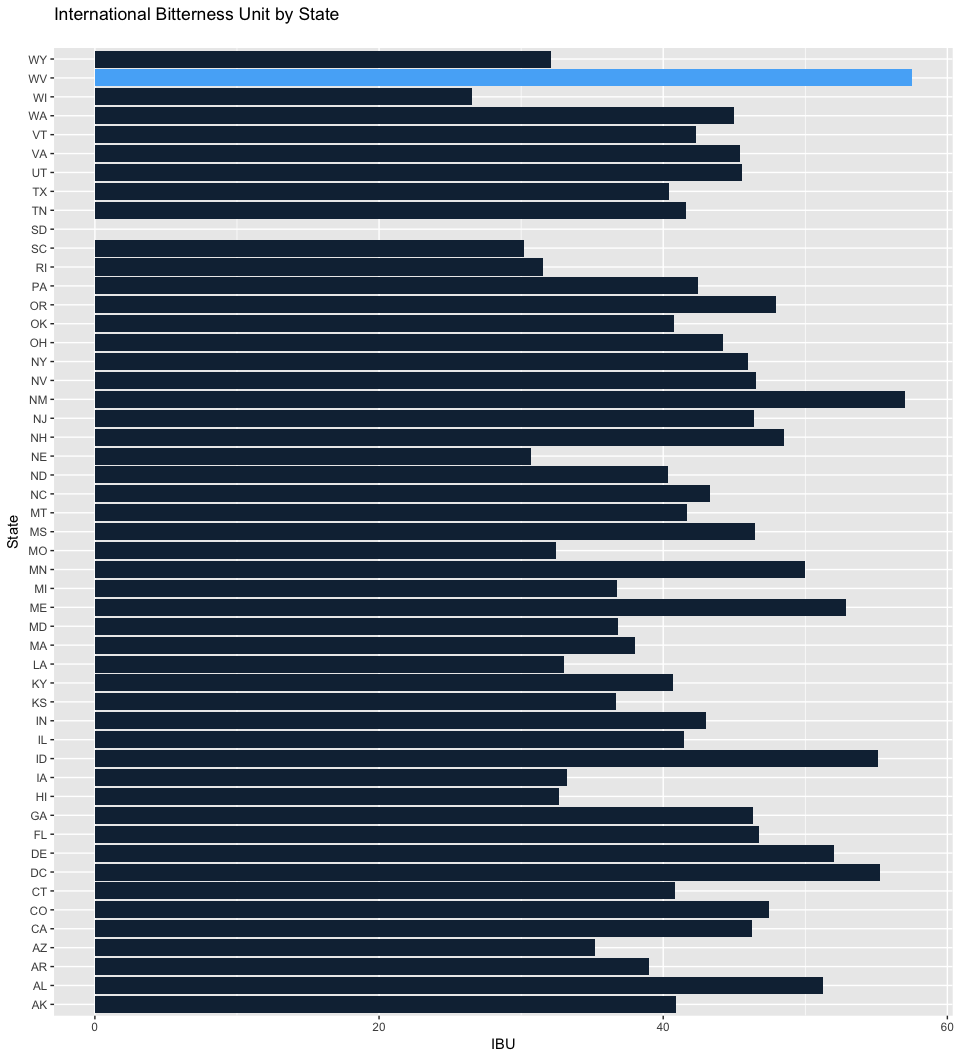 International Bitterness Unit by State
WY
WV
WI
WA
VT
VA
UT
TX
TN
SD
SC
RI
PA
OR
OK
OH
NY
NV
NM
NJ
NH
NE
ND
NC
MT
MS
MO
MN
MI
ME
MD
MA
LA
KY
KS
IN
IL
ID
IA
HI
GA
FL
DE
DC
CT
CO
CA
AZ
AR
AL
AK
State
0 20 40 60
IBU